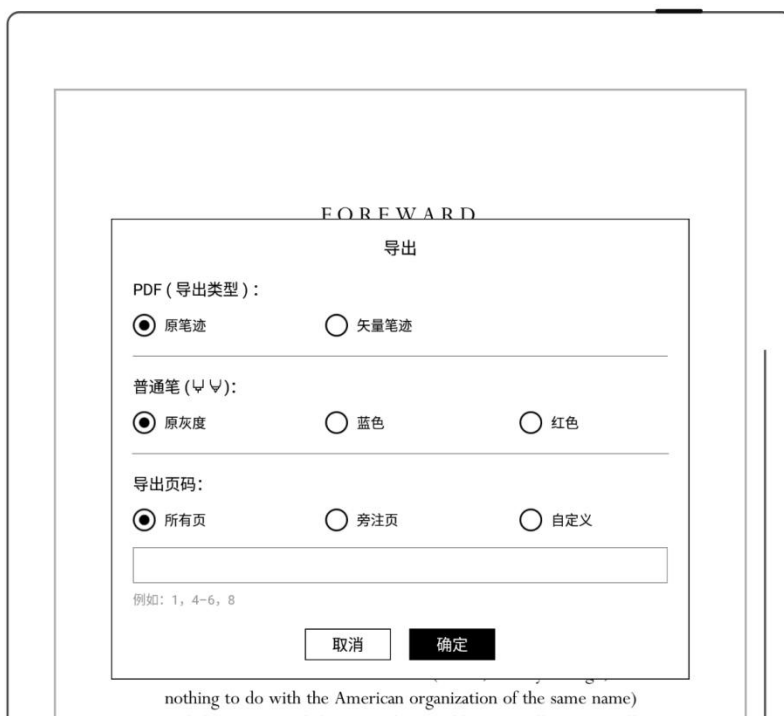 FOREWARD
导出
PDF ( 导出类型 ) :
原笔迹 矢量笔迹
普通笔 ( ):
原灰度 蓝色 红色
导出页码:
所有页 旁注页 自定义
例如: 1, 4-6, 8
取消 确定
nothing to do with the American organization of the same name)